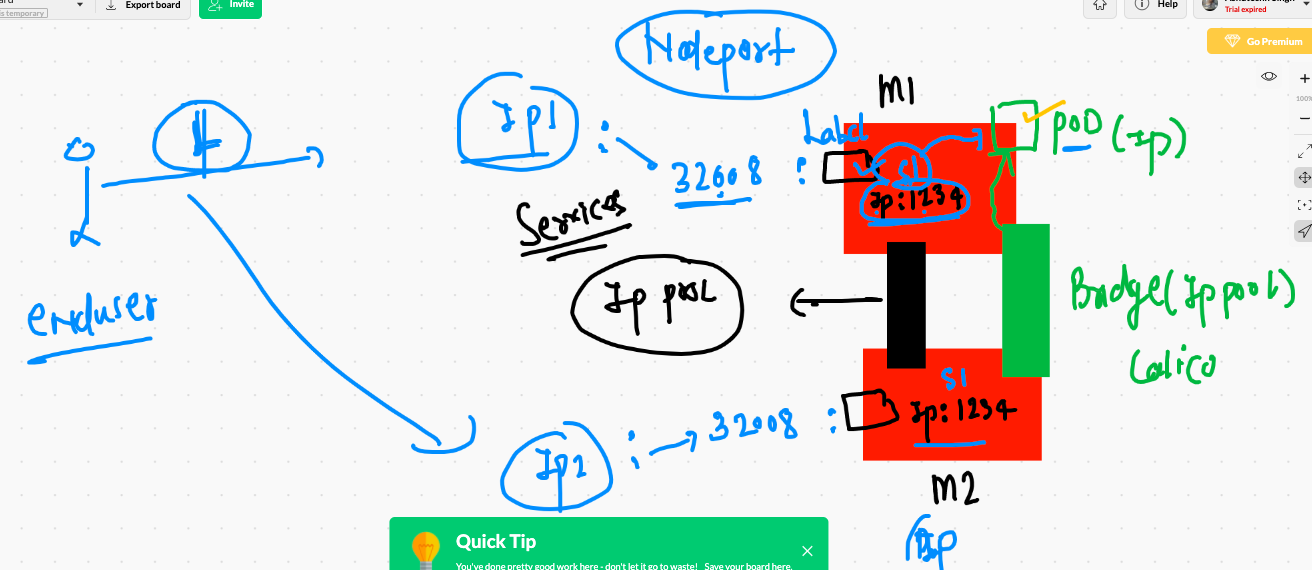 Export board
Invite
Help
Trial expired
is temporary
Go Premium
100%
Nodeport
M1
Ip1
:
Label
POD (Ip)
32008 :
S1
Ip:1234
Services
Ip pool
Bridge (Ip pool)
Calico
enduser
S1
Ip:1234
Ip2
: 32008 :
M2
Ip
Quick Tip
You've done pretty good work here - don't let it go to waste! Save your board here.